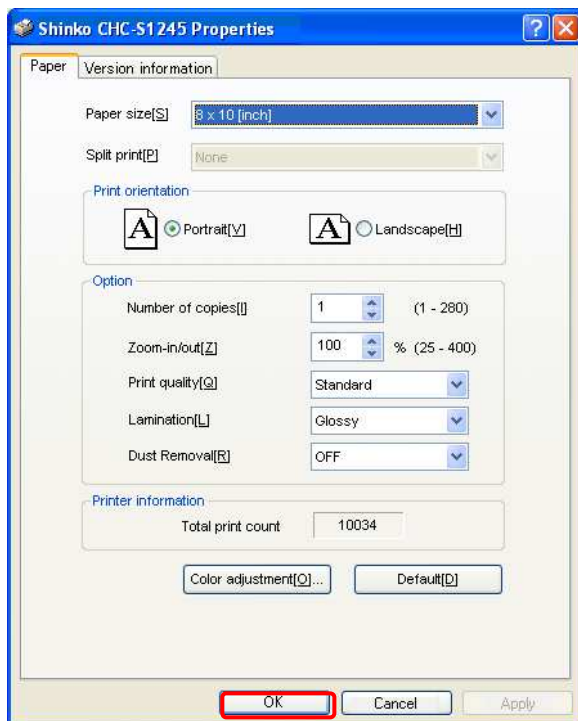 Shinko CHC-S1245 Properties
Paper Version information
Paper size[S] 8 x 10 [inch]
Split print[P] None
Print orientation
A Portrait[V] A Landscape[H]
Option
Number of copies[I] 1 (1 - 280)
Zoom-in/out[Z] 100 % (25 - 400)
Print quality[Q] Standard
Lamination[L] Glossy
Dust Removal[R] OFF
Printer information
Total print count 10034
Color adjustment[O]... Default[D]
OK Cancel Apply